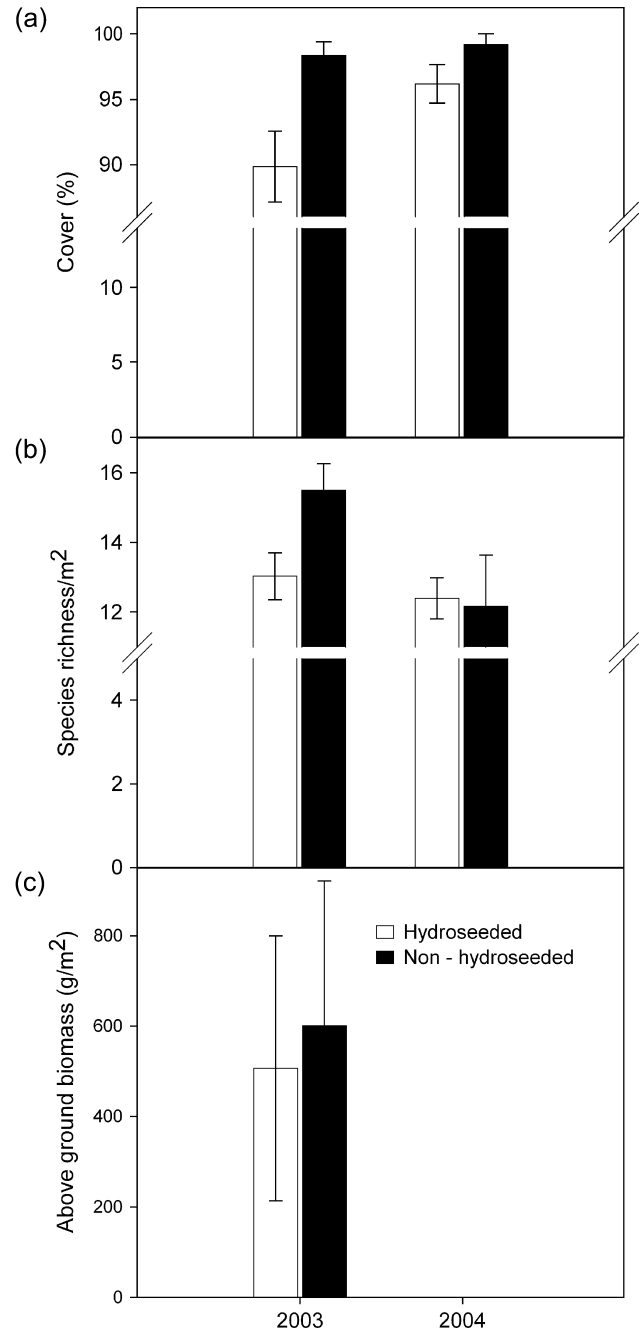 (a)
Cover (%)
100
95
90
10
5
0
(b)
Species richness/m²
16
14
12
4
2
0
(c)
Above ground biomass (g/m²)
800
600
400
200
0
Hydroseeded
Non - hydroseeded
2003 2004